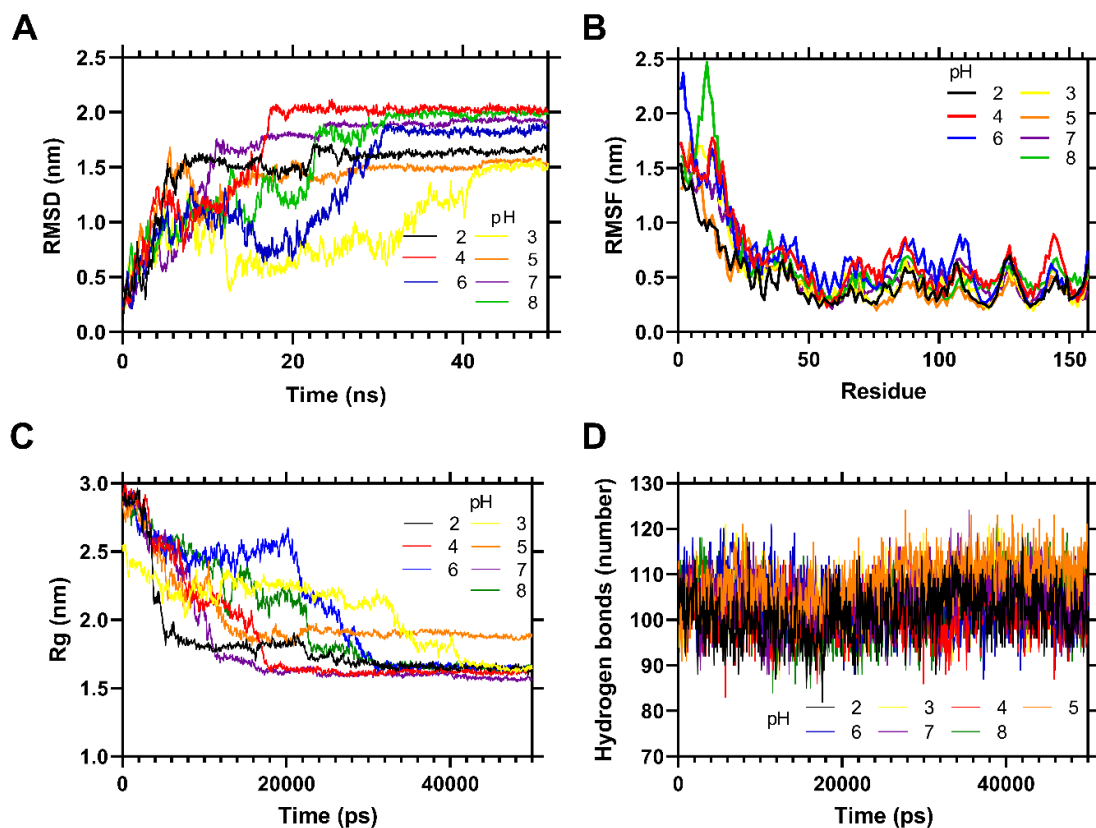 A
RMSD (nm)
2.5
2.0
1.5
1.0
0.5
0.0
pH
2 3
4 5
6 7
8
0 20 40
Time (ns)
B
RMSF (nm)
2.5
2.0
1.5
1.0
0.5
0.0
pH
2 3
4 5
6 7
8
0 50 100 150
Residue
C
Rg (nm)
3.0
2.5
2.0
1.5
1.0
pH
2 3
4 5
6 7
8
0 20000 40000
Time (ps)
D
Hydrogen bonds (number)
130
120
110
100
90
80
70
pH
2 3 4 5
6 7 8
0 20000 40000
Time (ps)